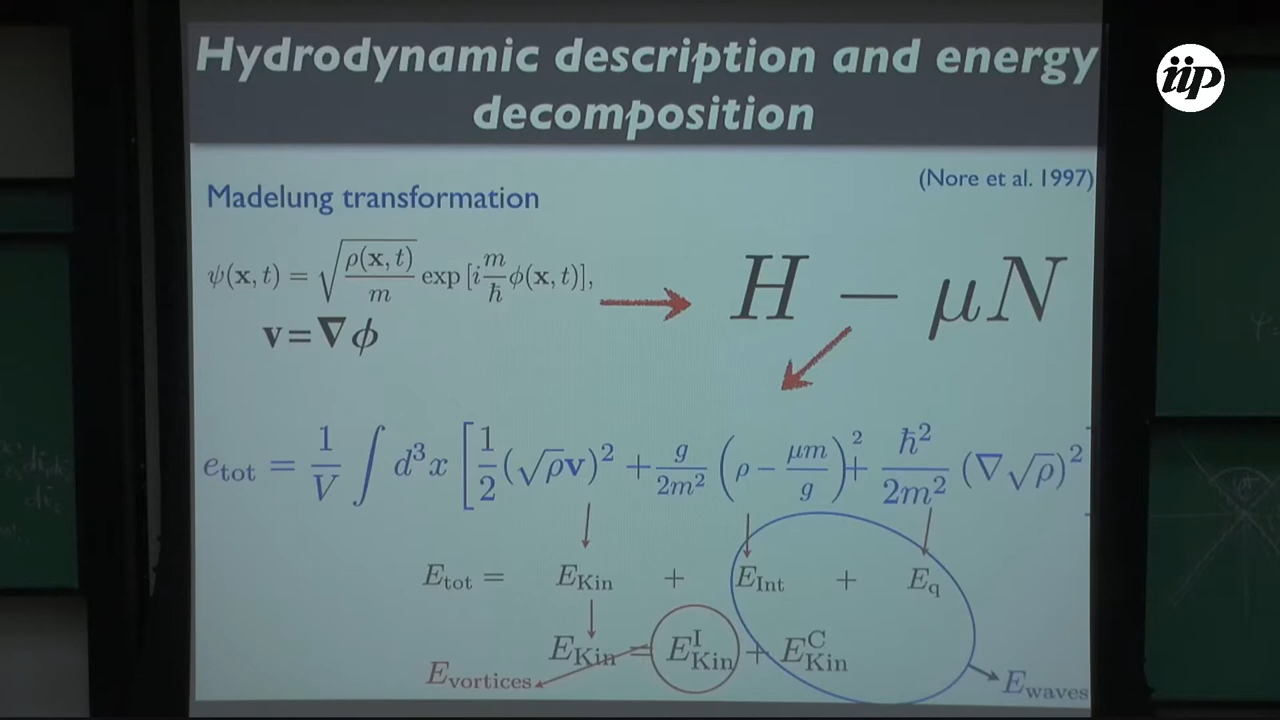 Hydrodynamic description and energy
decomposition
iip
(Nore et al. 1997)
Madelung transformation
ψ(x, t) = √(ρ(x, t)/m) exp [i m/ħ ϕ(x, t)],
v=∇ϕ
H − μN
e_tot = 1/V ∫ d³x [1/2 (√ρv)² + g/2m² (ρ − μm/g)² + ħ²/2m² (∇√ρ)²
E_tot = E_Kin + E_Int + E_q
E_Kin = E^I_Kin + E^C_Kin
E_vortices
E_waves